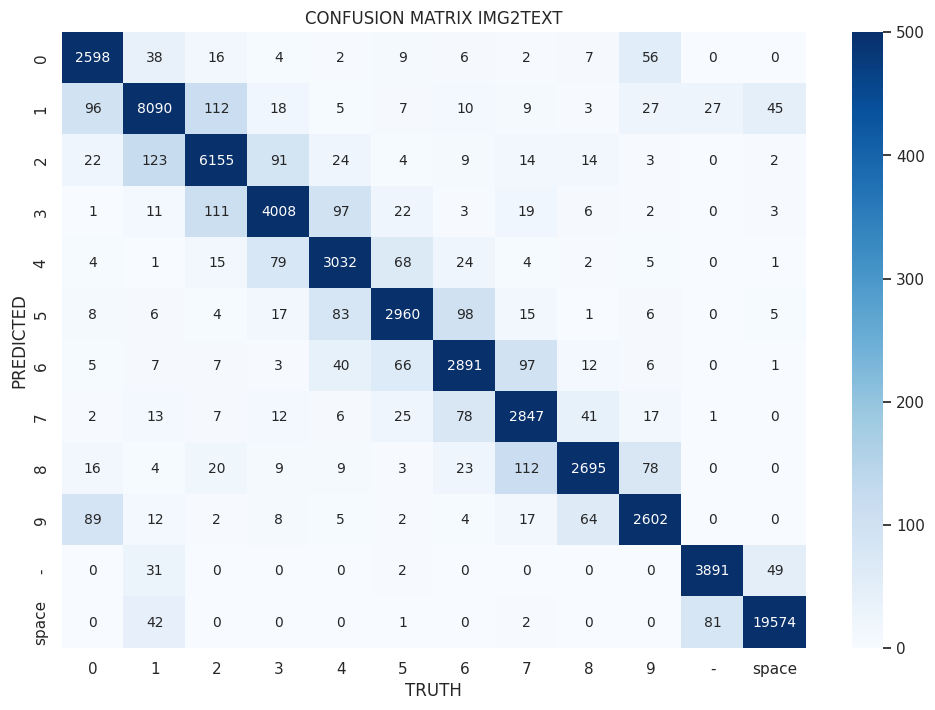 CONFUSION MATRIX IMG2TEXT
0 2598 38 16 4 2 9 6 2 7 56 0 0
1 96 8090 112 18 5 7 10 9 3 27 27 45
2 22 123 6155 91 24 4 9 14 14 3 0 2
3 1 11 111 4008 97 22 3 19 6 2 0 3
4 4 1 15 79 3032 68 24 4 2 5 0 1
5 8 6 4 17 83 2960 98 15 1 6 0 5
6 5 7 7 3 40 66 2891 97 12 6 0 1
7 2 13 7 12 6 25 78 2847 41 17 1 0
8 16 4 20 9 9 3 23 112 2695 78 0 0
9 89 12 2 8 5 2 4 17 64 2602 0 0
- 0 31 0 0 0 2 0 0 0 0 3891 49
space 0 42 0 0 0 1 0 2 0 0 81 19574
0 1 2 3 4 5 6 7 8 9 - space
TRUTH
PREDICTED
500
400
300
200
100
0